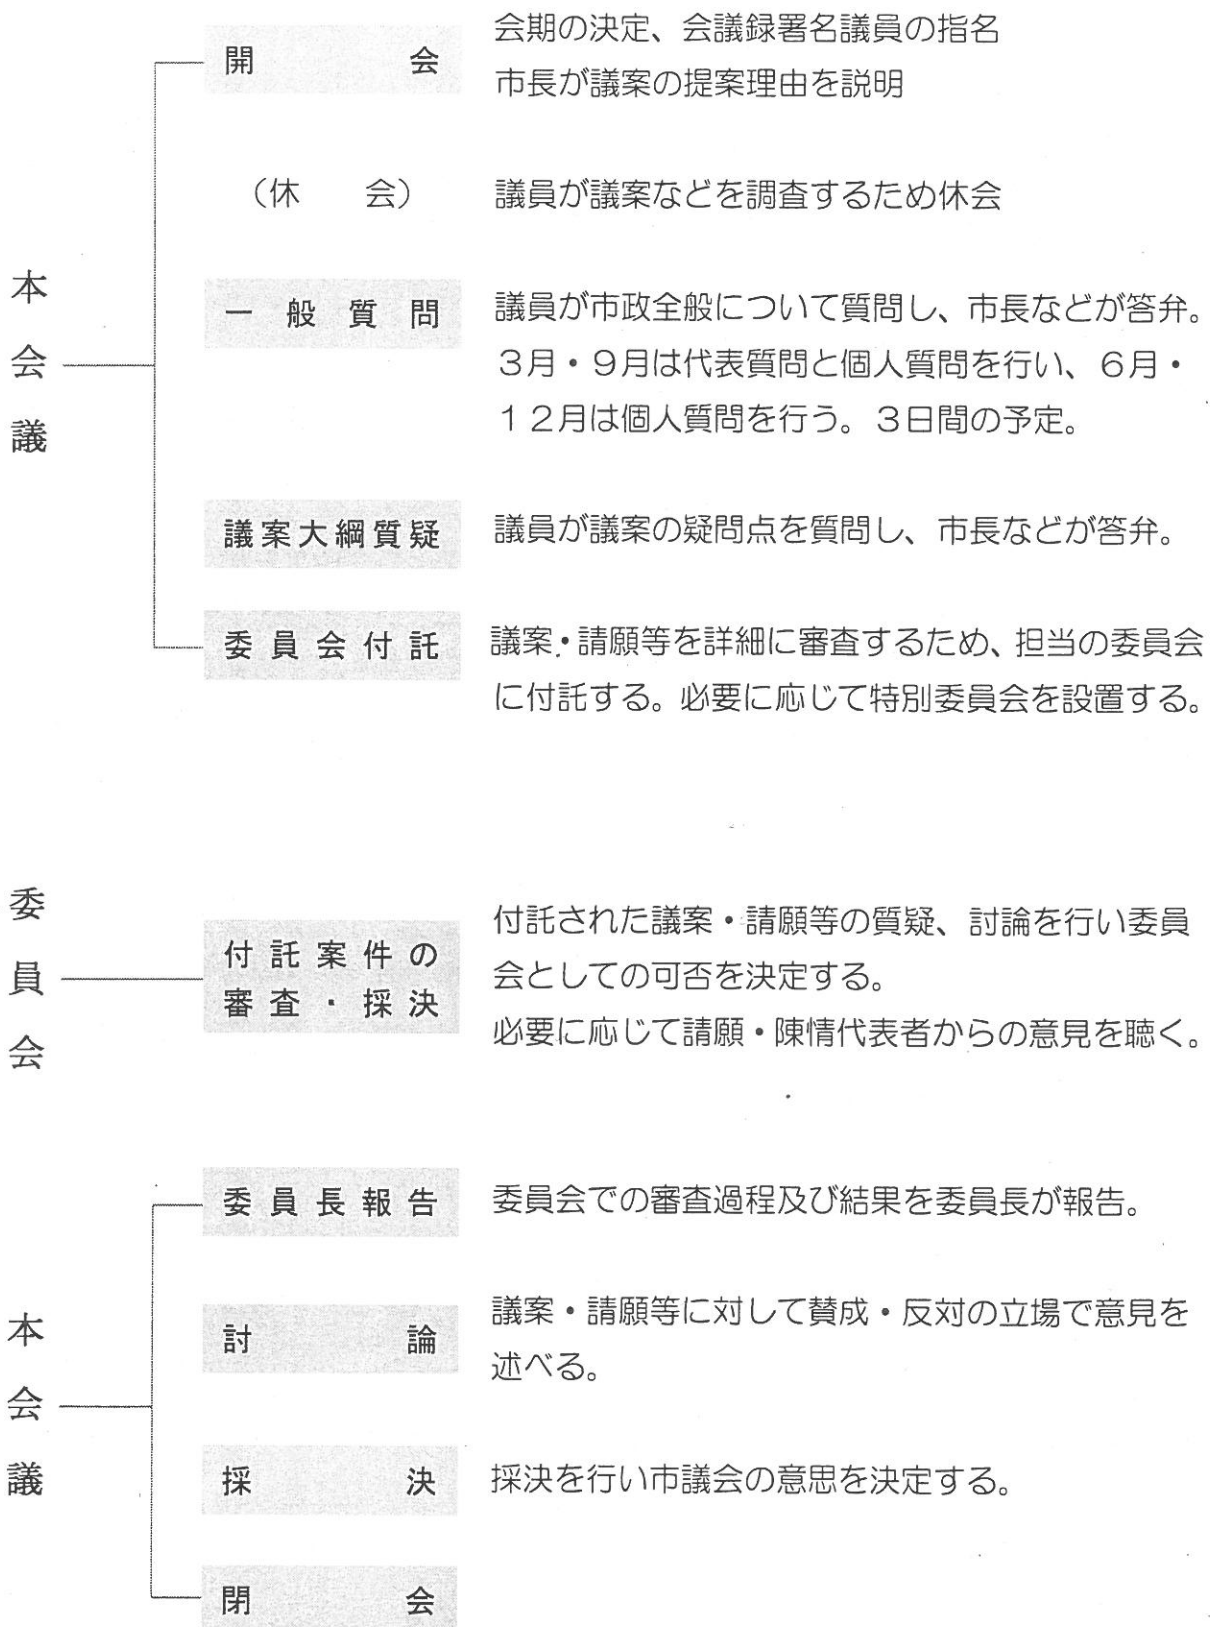 本会議
開会
会期の決定、会議録署名議員の指名
市長が議案の提案理由を説明
（休会）
議員が議案などを調査するため休会
一般質問
議員が市政全般について質問し、市長などが答弁。
３月・９月は代表質問と個人質問を行い、６月・
１２月は個人質問を行う。３日間の予定。
議案大綱質疑
議員が議案の疑問点を質問し、市長などが答弁。
委員会付託
議案・請願等を詳細に審査するため、担当の委員会
に付託する。必要に応じて特別委員会を設置する。
委員会
付託案件の
審査・採決
付託された議案・請願等の質疑、討論を行い委員
会としての可否を決定する。
必要に応じて請願・陳情代表者からの意見を聴く。
本会議
委員長報告
委員会での審査過程及び結果を委員長が報告。
討論
議案・請願等に対して賛成・反対の立場で意見を
述べる。
採決
採決を行い市議会の意思を決定する。
閉会